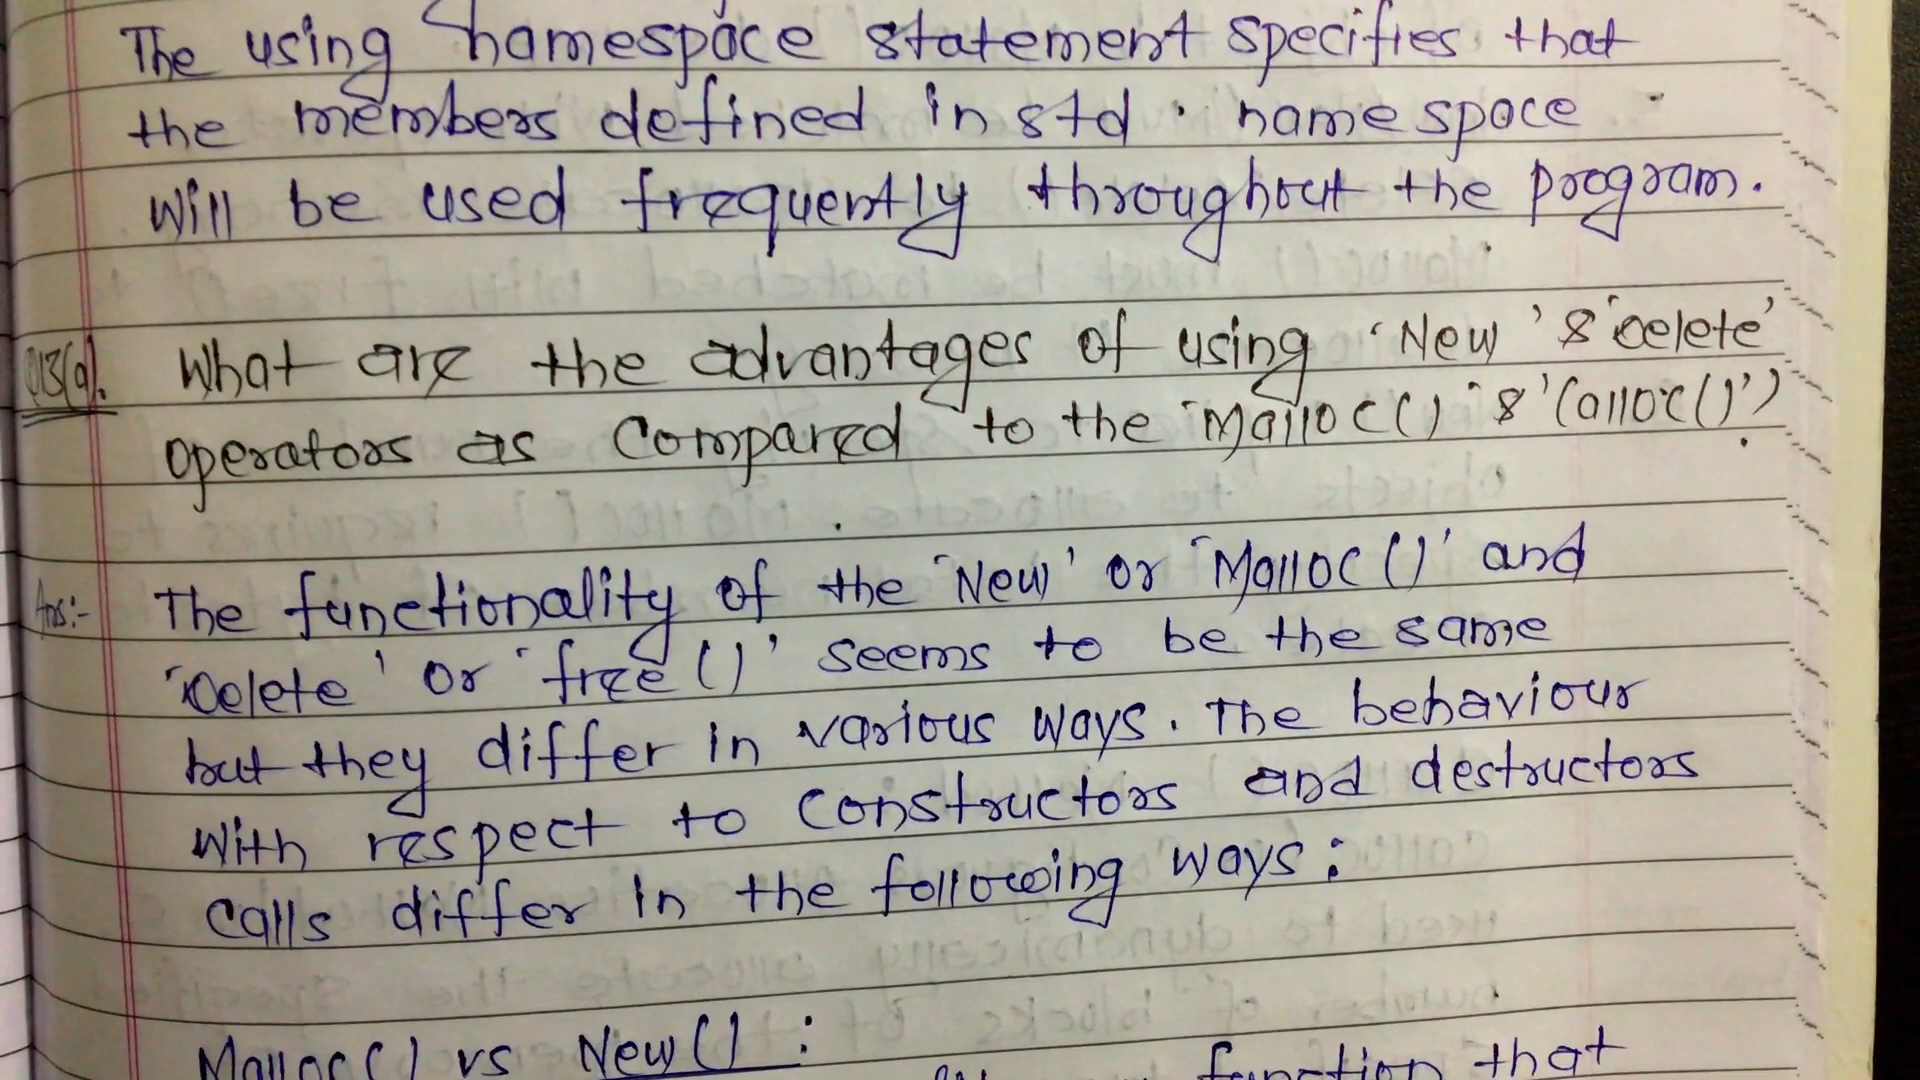 The using namespace statement specifies that
the members defined in std namespace
will be used frequently throughout the program.
Q13(a). What are the advantages of using 'New' & 'Delete'
operators as compared to the 'Malloc()' & 'Calloc()')
Ans:- The functionality of the 'New' or 'Malloc()' and
'Delete' or 'free()' seems to be the same
but they differ in various ways. The behaviour
with respect to constructors and destructors
calls differ in the following ways:
Malloc() vs New() :
function that